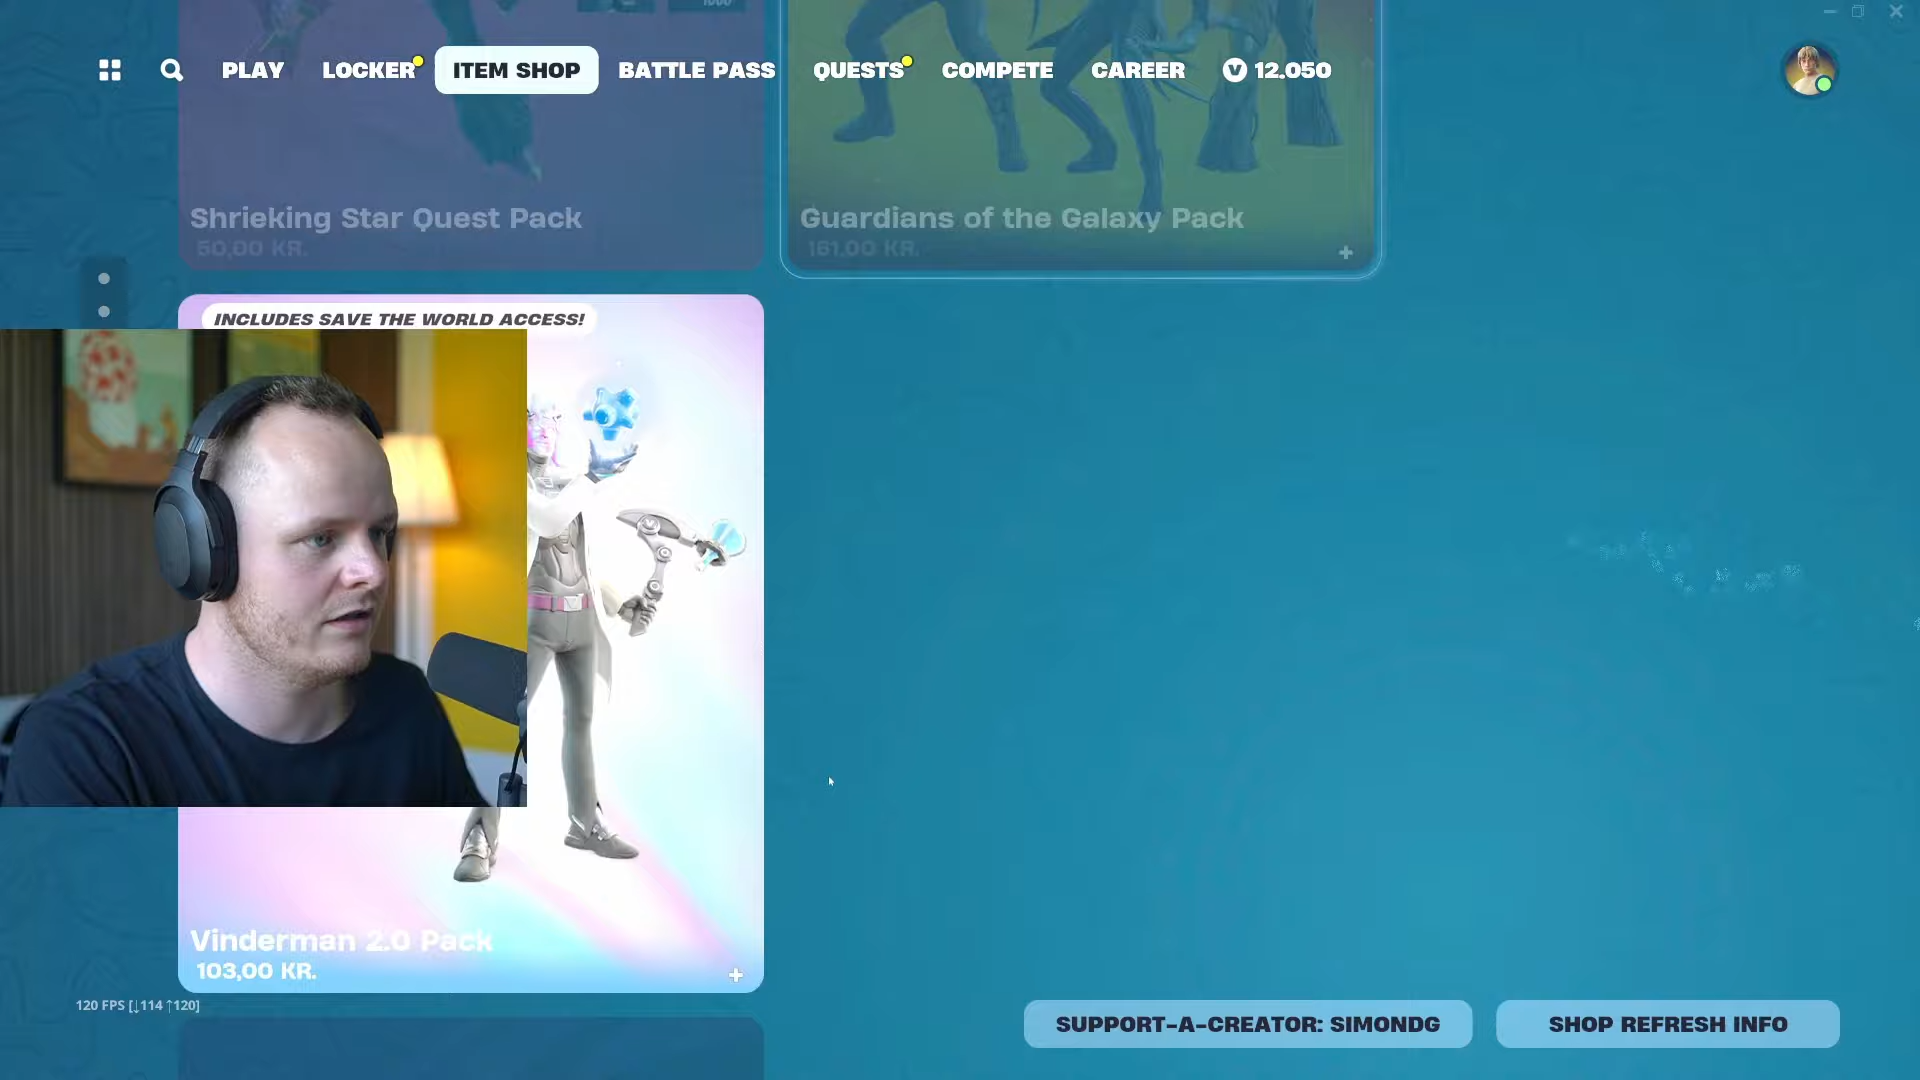 PLAY LOCKER ITEM SHOP BATTLE PASS QUESTS COMPETE CAREER 12.050
Shrieking Star Quest Pack
50,00 KR.
Guardians of the Galaxy Pack
161,00 KR.
INCLUDES SAVE THE WORLD ACCESS!
Vinderman 2.0 Pack
103,00 KR.
120 FPS [↓114 ↑120]
SUPPORT-A-CREATOR: SIMONDG
SHOP REFRESH INFO